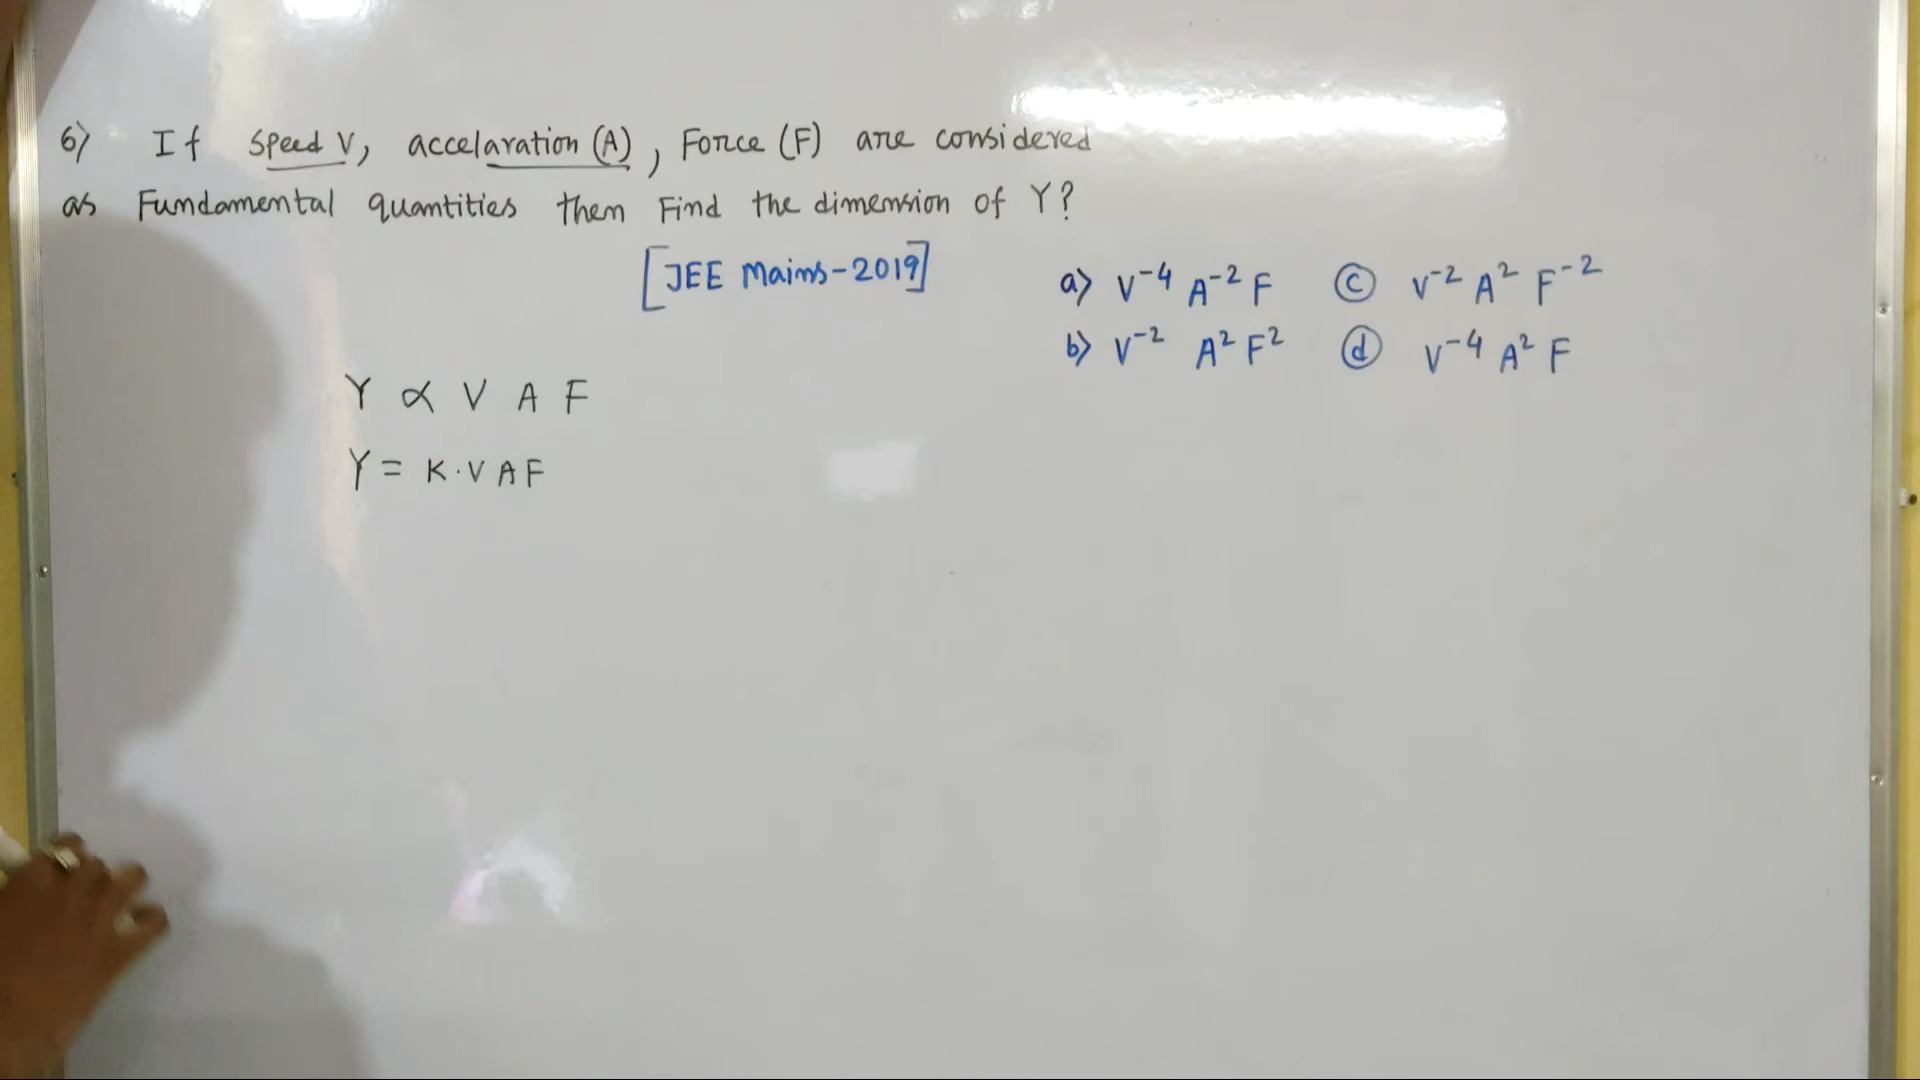 6) If Speed V, accelaration (A), Force (F) are considered
as Fundamental quantities then Find the dimension of Y?
[JEE Mains-2019]
a) V⁻⁴ A⁻² F ⓒ V⁻² A² F⁻²
b) V⁻² A² F² ⓓ V⁻⁴ A² F
Y ∝ V A F
Y = K·V A F